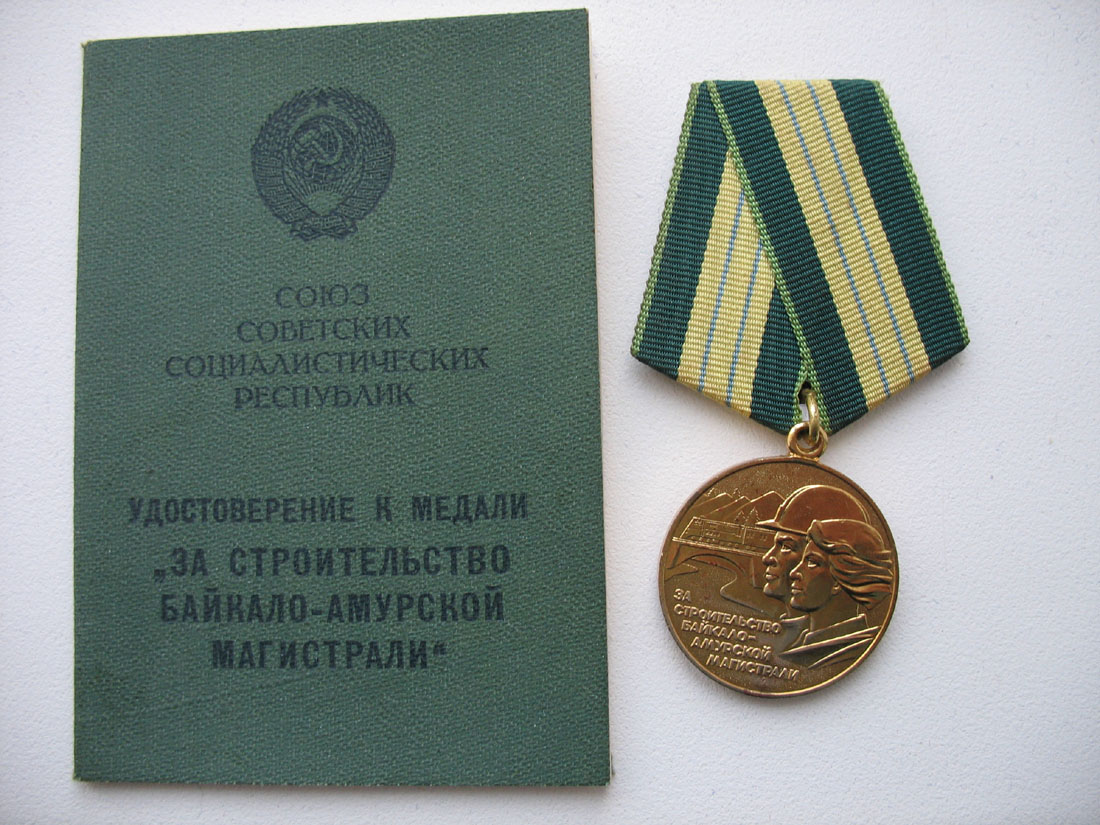 СОЮЗ
СОВЕТСКИХ
СОЦИАЛИСТИЧЕСКИХ
РЕСПУБЛИК
УДОСТОВЕРЕНИЕ К МЕДАЛИ
„ЗА СТРОИТЕЛЬСТВО
БАЙКАЛО-АМУРСКОЙ
МАГИСТРАЛИ“
ЗА
СТРОИТЕЛЬСТВО
БАЙКАЛО-
АМУРСКОЙ
МАГИСТРАЛИ